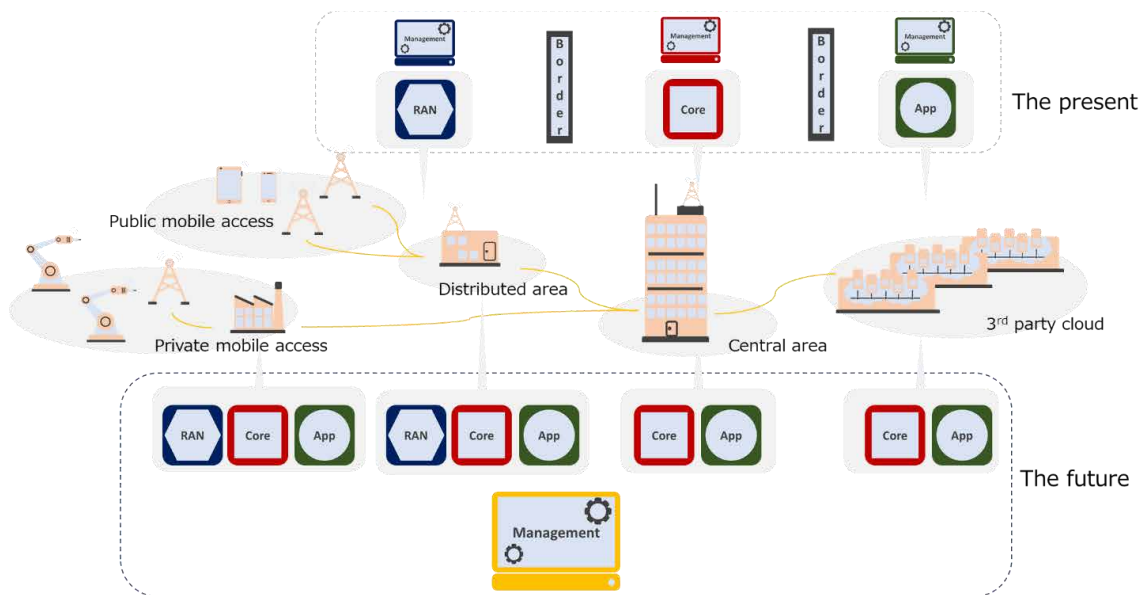 Management
Management
Management
Border
Border
RAN
Core
App
The present
Public mobile access
Distributed area
Private mobile access
Central area
3rd party cloud
RAN
Core
App
RAN
Core
App
Core
App
Core
App
The future
Management